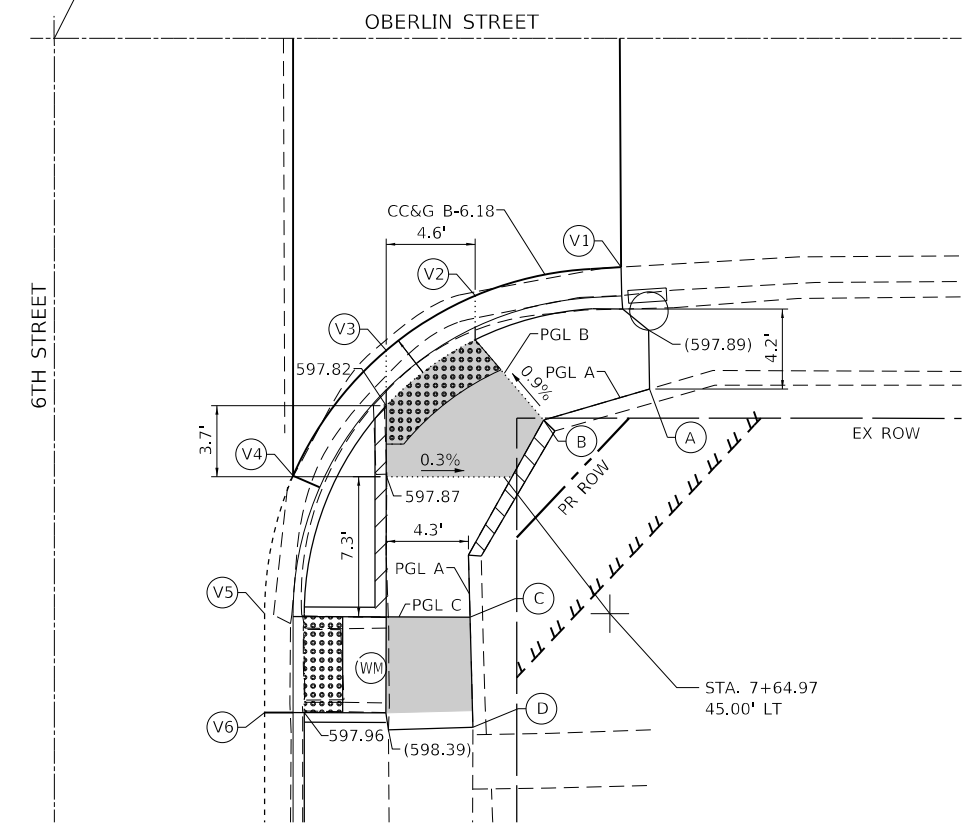 OBERLIN STREET
6TH STREET
CC&G B-6.18
4.6'
V1
V2
V3
PGL B
(597.89)
4.2'
597.82
0.9%
PGL A
3.7'
V4
B
A
EX ROW
0.3%
597.87
PR ROW
7.3'
4.3'
PGL A
V5
PGL C
C
WM
STA. 7+64.97
45.00' LT
V6
D
597.96
(598.39)